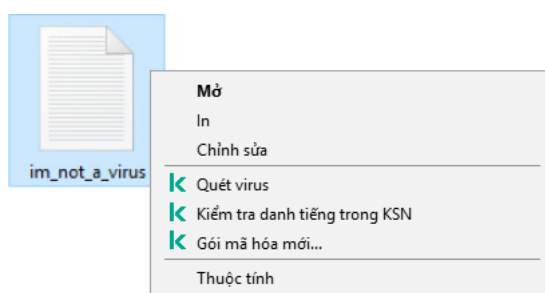 im_not_a_virus
Mở
In
Chỉnh sửa
Quét virus
Kiểm tra danh tiếng trong KSN
Gói mã hóa mới...
Thuộc tính